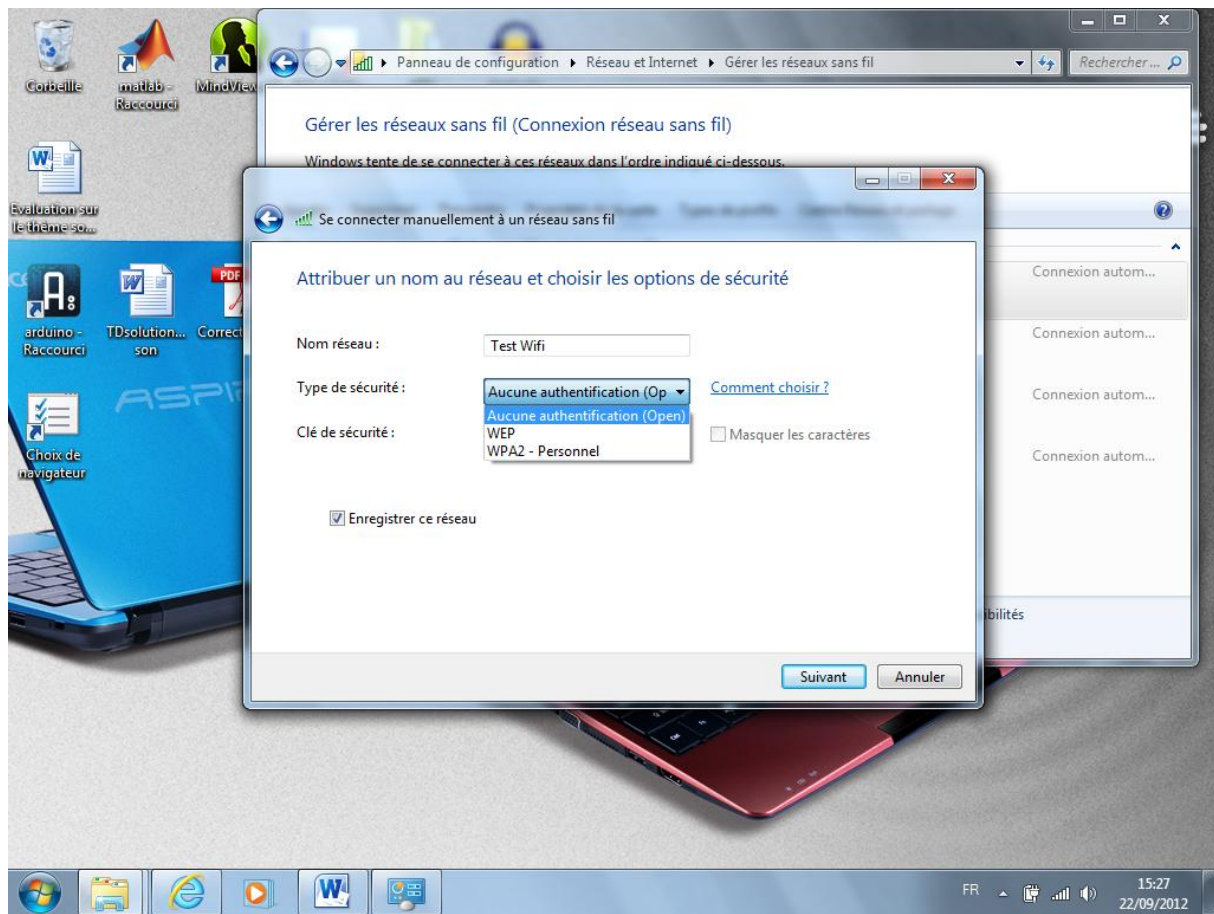 Corbeille
matlab - Raccourci
MindView
Evaluation sur le thème so...
arduino - Raccourci
TDsolution... son
PDF
Correct
Choix de navigateur
ASPI
Panneau de configuration ▸ Réseau et Internet ▸ Gérer les réseaux sans fil
Rechercher ...
Gérer les réseaux sans fil (Connexion réseau sans fil)
Windows tente de se connecter à ces réseaux dans l'ordre indiqué ci-dessous.
Se connecter manuellement à un réseau sans fil
Attribuer un nom au réseau et choisir les options de sécurité
Nom réseau :
Test Wifi
Type de sécurité :
Aucune authentification (Op
Comment choisir ?
Aucune authentification (Open)
WEP
WPA2 - Personnel
Clé de sécurité :
Masquer les caractères
Enregistrer ce réseau
Suivant
Annuler
Connexion autom...
Connexion autom...
Connexion autom...
Connexion autom...
ibilités
FR
15:27
22/09/2012